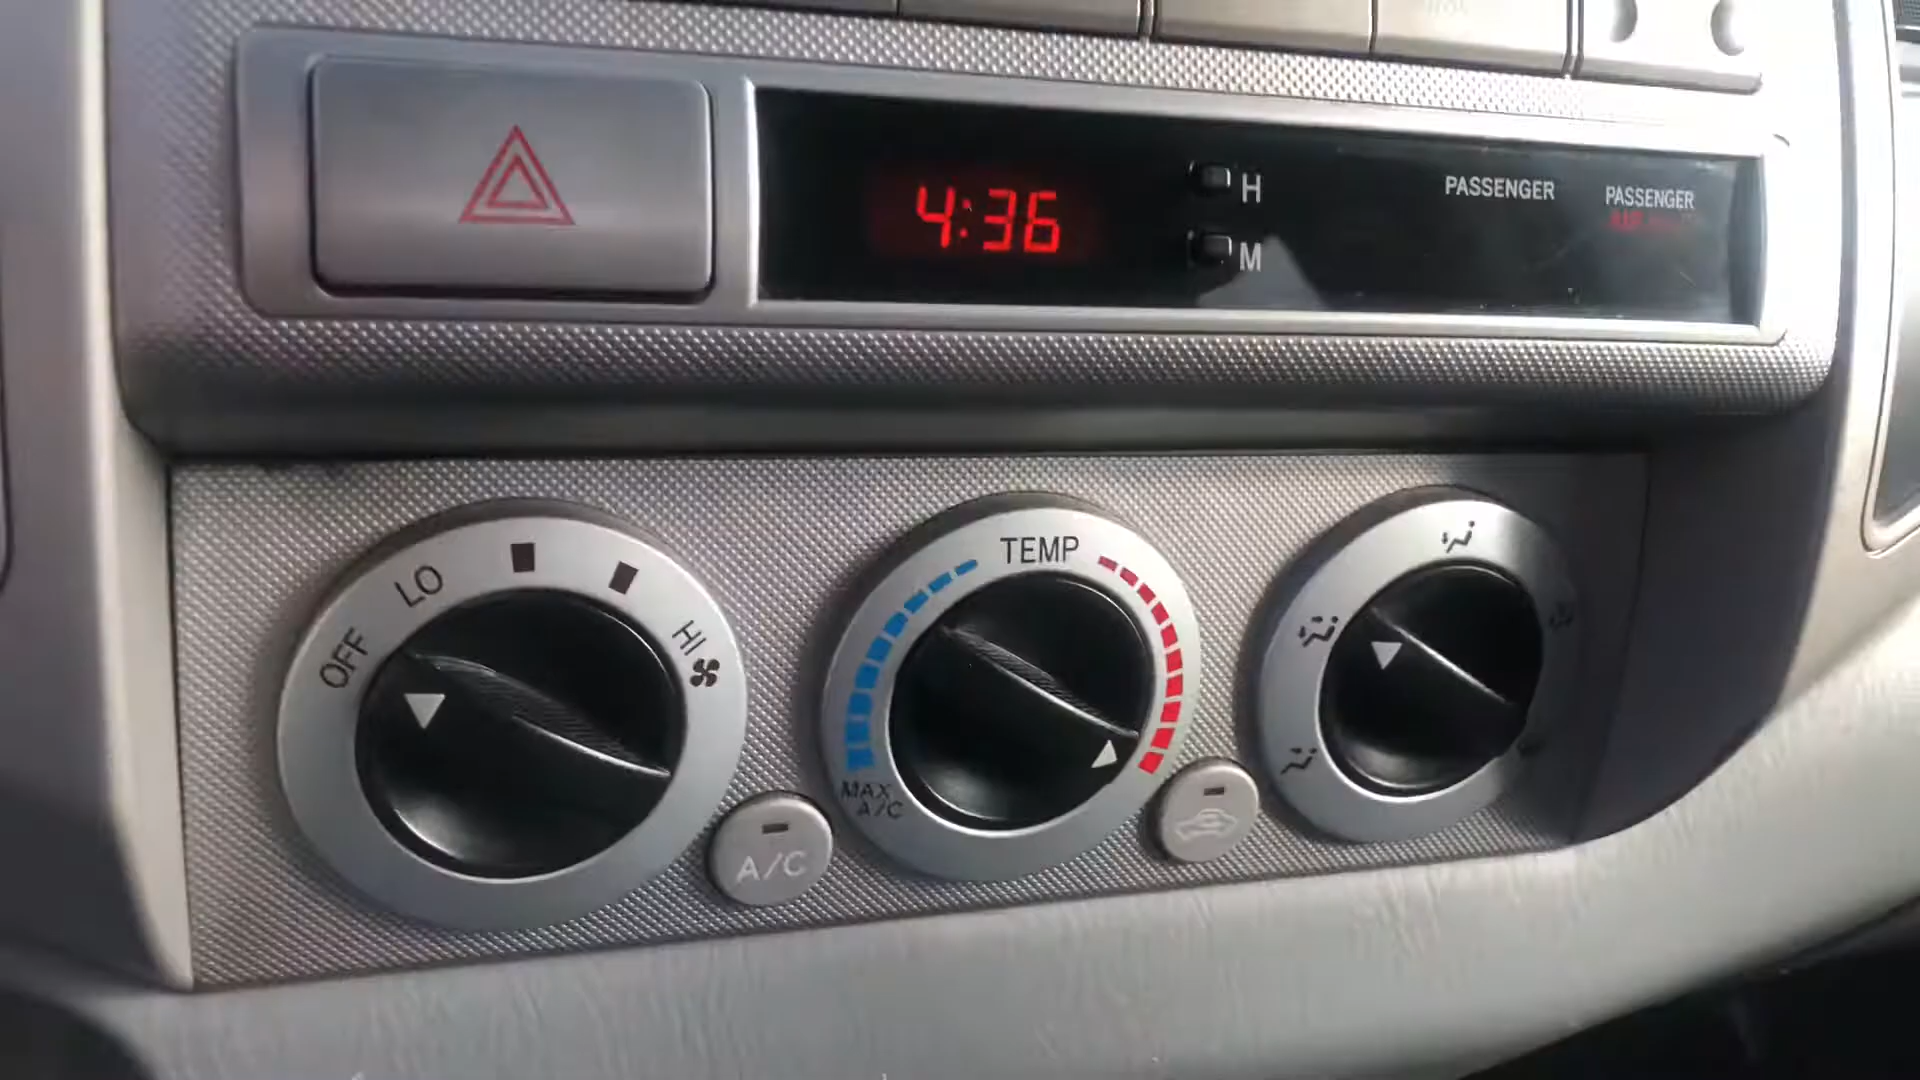 4:36
H
M
PASSENGER
PASSENGER
OFF
LO
HI
TEMP
MAX
A/C
A/C